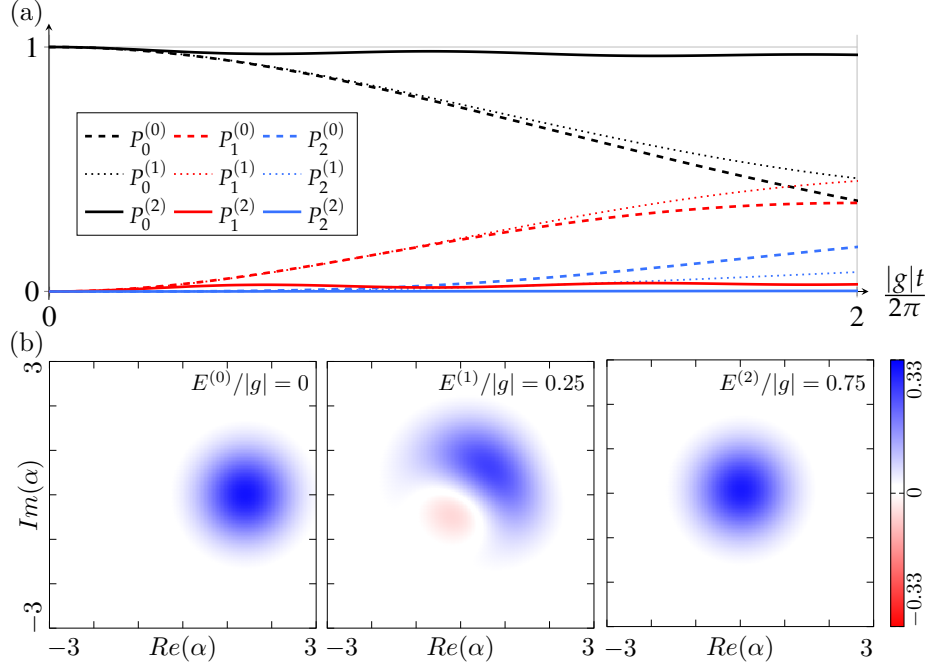 (a)
1
P_0^{(0)} P_1^{(0)} P_2^{(0)}
P_0^{(1)} P_1^{(1)} P_2^{(1)}
P_0^{(2)} P_1^{(2)} P_2^{(2)}
0
0 2
|g|t
2π
(b)
E^{(0)}/|g| = 0 E^{(1)}/|g| = 0.25 E^{(2)}/|g| = 0.75
3
Im(α)
−3
−3 Re(α) 3 Re(α) −3 Re(α) 3
0.33
0
−0.33